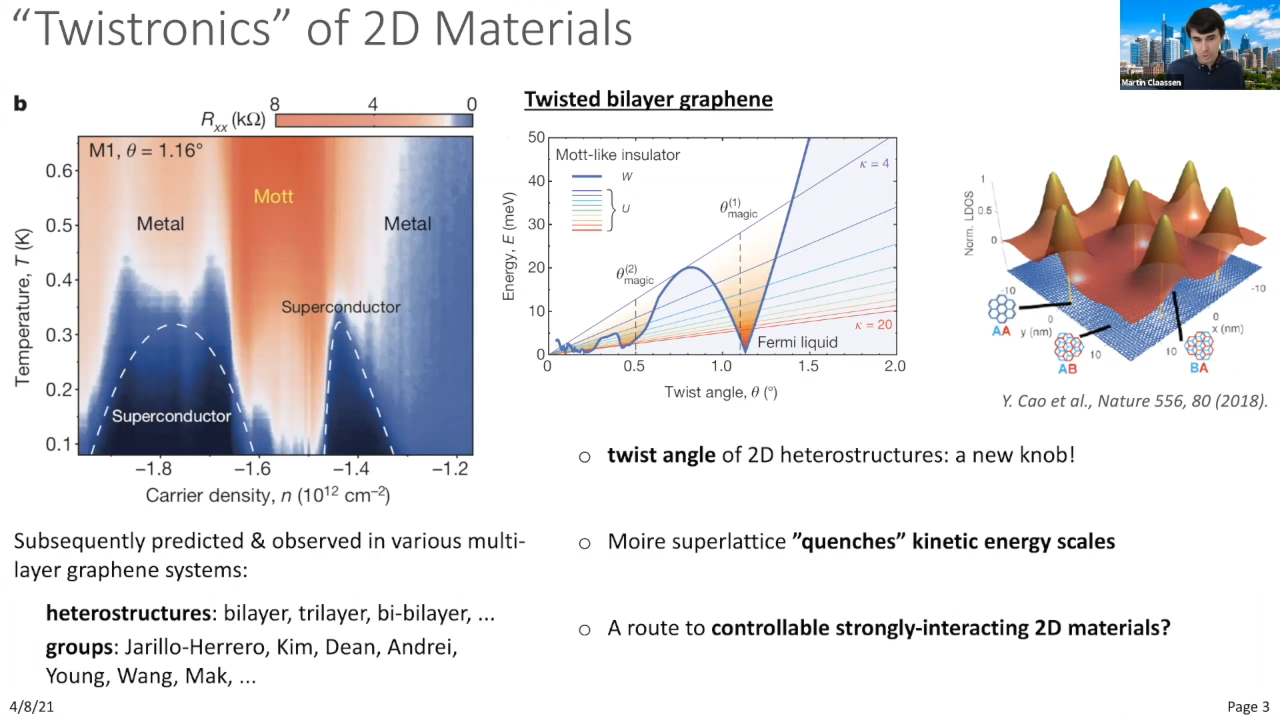 “Twistronics” of 2D Materials
Martin Claassen
b
8 4 0
Rxx (kΩ)
M1, θ = 1.16°
Mott
Metal
Metal
Superconductor
Superconductor
0.6
0.5
0.4
0.3
0.2
0.1
Temperature, T (K)
−1.8 −1.6 −1.4 −1.2
Carrier density, n (10¹² cm⁻²)
Twisted bilayer graphene
50
40
30
20
10
0
Energy, E (meV)
Mott-like insulator
W
U
κ = 4
θ(1)magic
θ(2)magic
κ = 20
Fermi liquid
0 0.5 1.0 1.5 2.0
Twist angle, θ (°)
Norm. LDOS
1
0.5
0
-10
0
10
y (nm)
-10
0
10
x (nm)
AA
AB
BA
Y. Cao et al., Nature 556, 80 (2018).
○ twist angle of 2D heterostructures: a new knob!
○ Moire superlattice ”quenches” kinetic energy scales
○ A route to controllable strongly-interacting 2D materials?
Subsequently predicted & observed in various multi-
layer graphene systems:
heterostructures: bilayer, trilayer, bi-bilayer, ...
groups: Jarillo-Herrero, Kim, Dean, Andrei,
Young, Wang, Mak, ...
4/8/21
Page 3